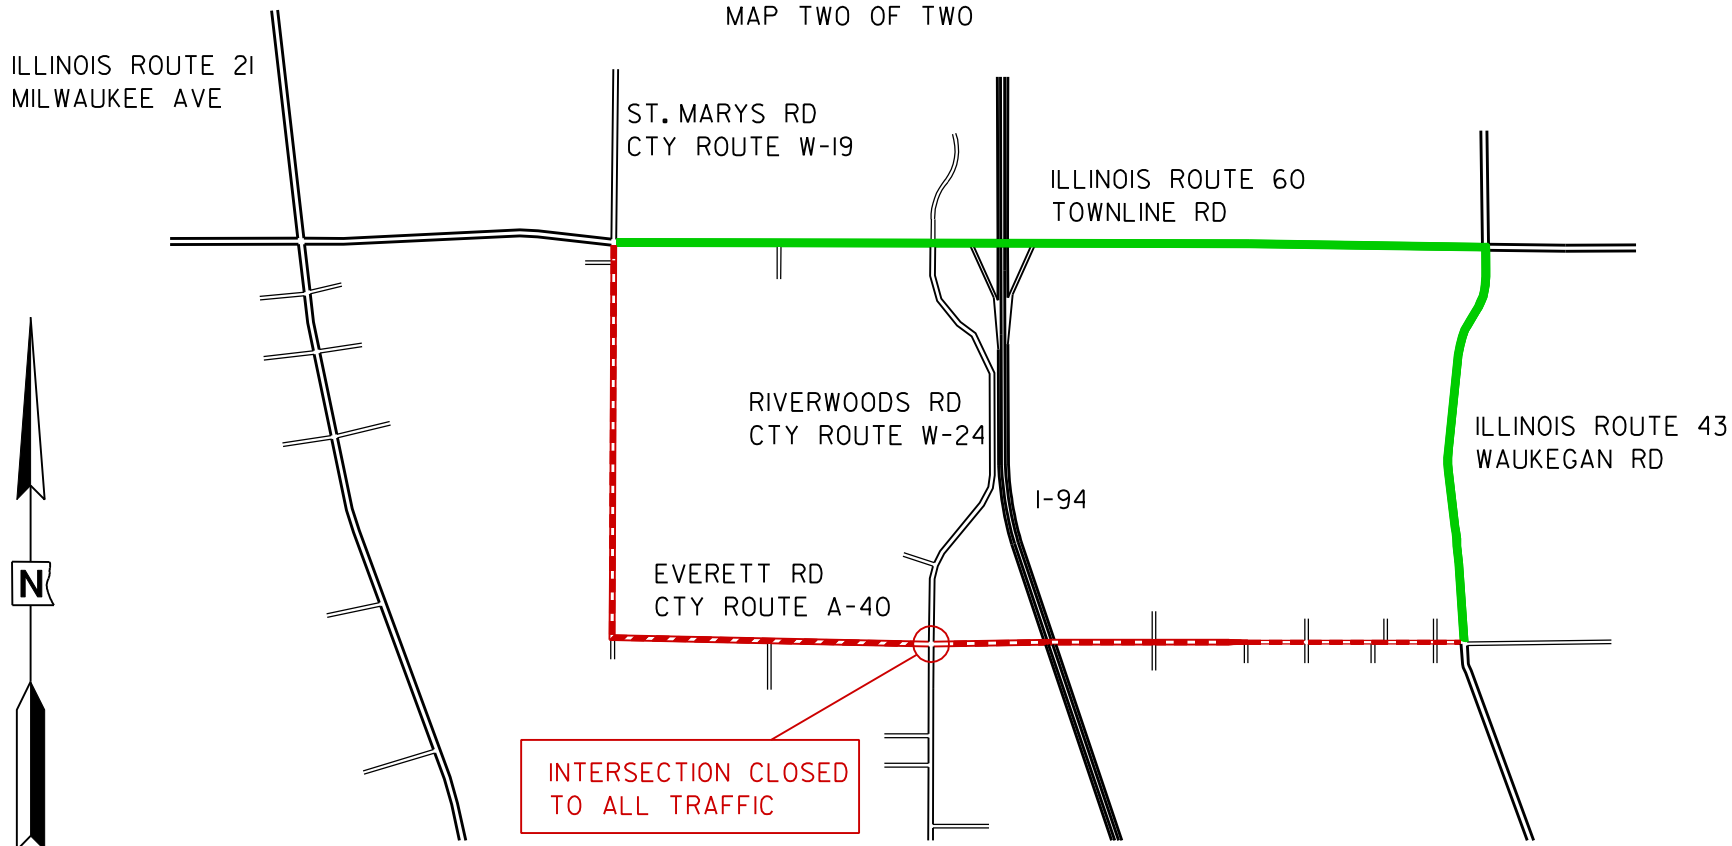 MAP TWO OF TWO
ILLINOIS ROUTE 21
MILWAUKEE AVE
ST. MARYS RD
CTY ROUTE W-19
ILLINOIS ROUTE 60
TOWNLINE RD
RIVERWOODS RD
CTY ROUTE W-24
ILLINOIS ROUTE 43
WAUKEGAN RD
I-94
EVERETT RD
CTY ROUTE A-40
N
INTERSECTION CLOSED
TO ALL TRAFFIC